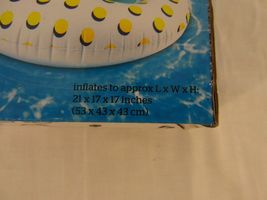 inflates to approx L x W x H:
21 x 17 x 17 inches
(53 x 43 x 43 cm)